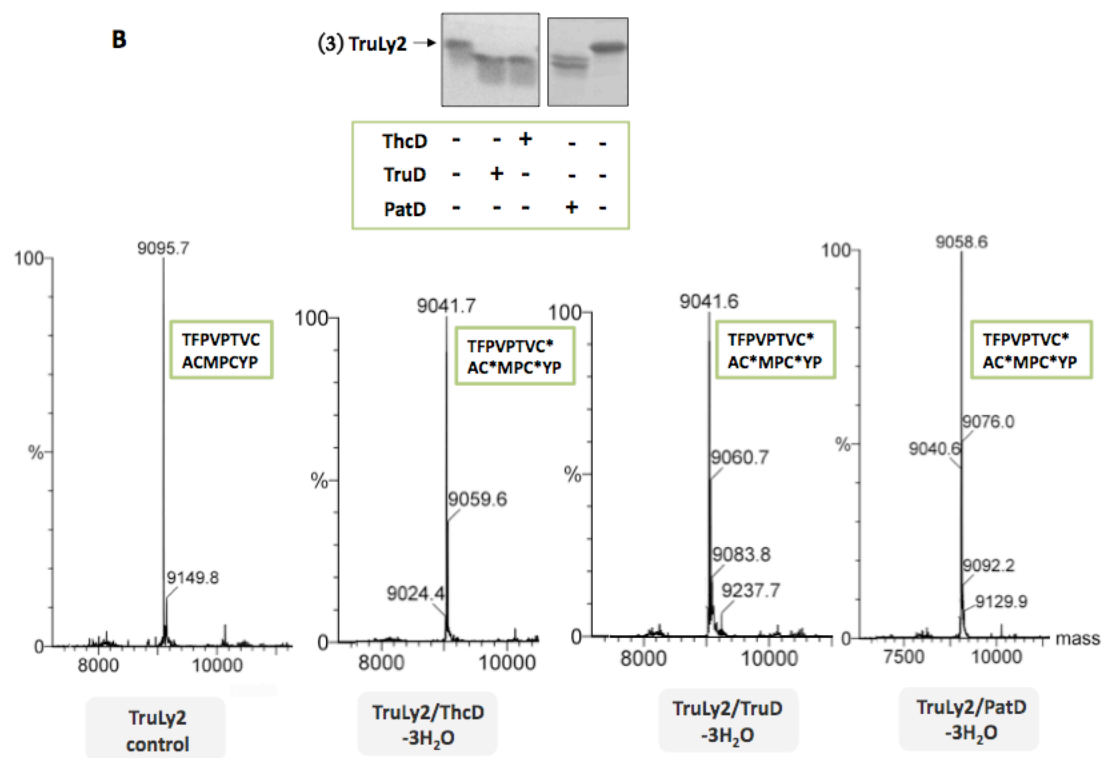 B
(3) TruLy2
ThcD - - + - -
TruD - + - - -
PatD - - - + -
100
%
0
9095.7
9149.8
TFPVPTVC
ACMPCYP
8000 10000
TruLy2
control
100
%
0
9041.7
9059.6
9024.4
TFPVPTVC*
AC*MPC*YP
8000 10000
TruLy2/ThcD
-3H₂O
100
%
0
9041.6
9060.7
9083.8
9237.7
TFPVPTVC*
AC*MPC*YP
8000 10000
TruLy2/TruD
-3H₂O
100
%
0
9058.6
9076.0
9040.6
9092.2
9129.9
TFPVPTVC*
AC*MPC*YP
7500 10000
mass
TruLy2/PatD
-3H₂O